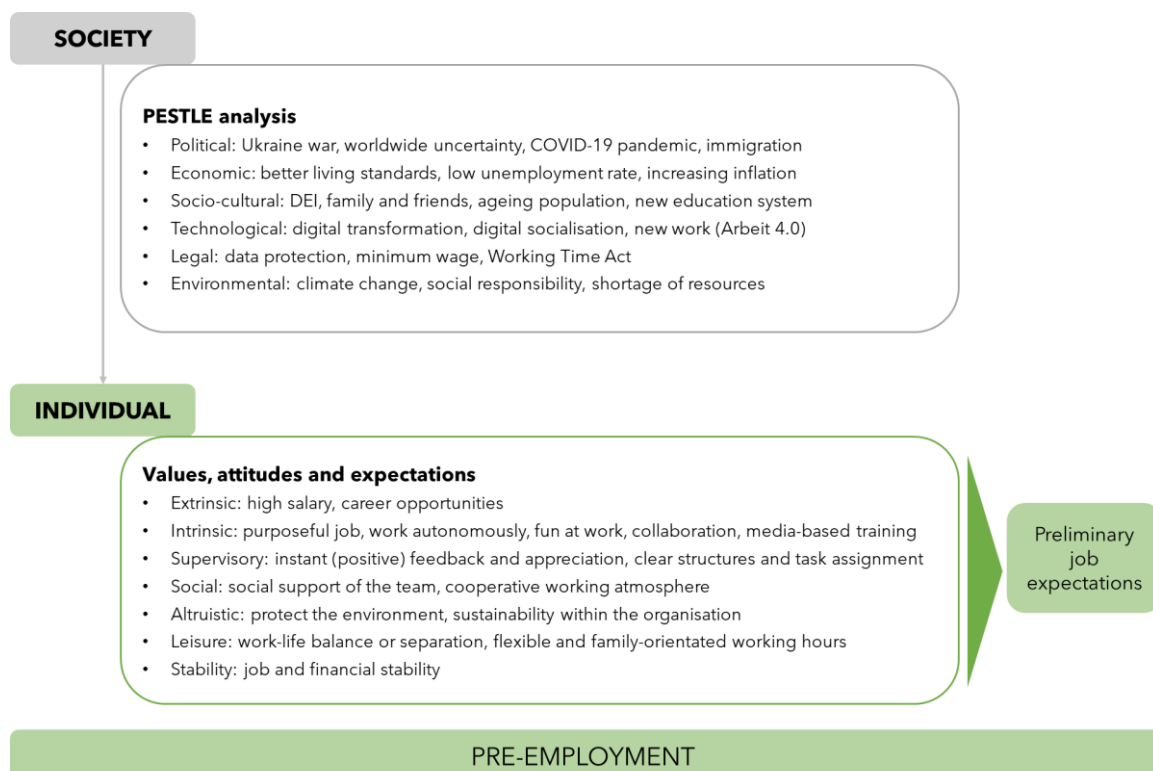 SOCIETY
PESTLE analysis
• Political: Ukraine war, worldwide uncertainty, COVID-19 pandemic, immigration
• Economic: better living standards, low unemployment rate, increasing inflation
• Socio-cultural: DEI, family and friends, ageing population, new education system
• Technological: digital transformation, digital socialisation, new work (Arbeit 4.0)
• Legal: data protection, minimum wage, Working Time Act
• Environmental: climate change, social responsibility, shortage of resources
INDIVIDUAL
Values, attitudes and expectations
• Extrinsic: high salary, career opportunities
• Intrinsic: purposeful job, work autonomously, fun at work, collaboration, media-based training
• Supervisory: instant (positive) feedback and appreciation, clear structures and task assignment
• Social: social support of the team, cooperative working atmosphere
• Altruistic: protect the environment, sustainability within the organisation
• Leisure: work-life balance or separation, flexible and family-orientated working hours
• Stability: job and financial stability
Preliminary
job
expectations
PRE-EMPLOYMENT